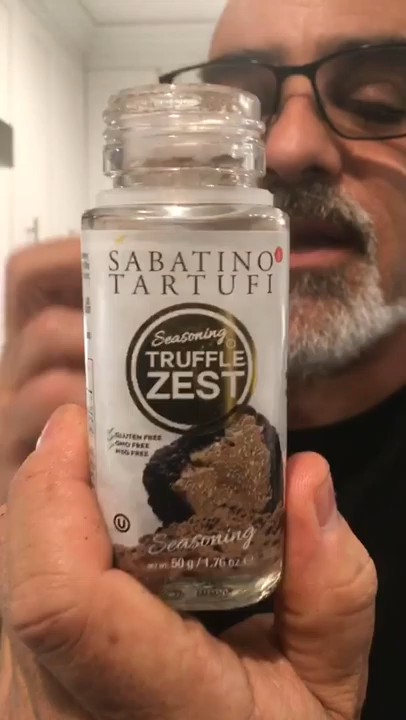 SABATINO
TARTUFI
Seasoning
TRUFFLE
ZEST
GLUTEN FREE
GMO FREE
MSG FREE
U
Seasoning
50 g / 1,76 oz